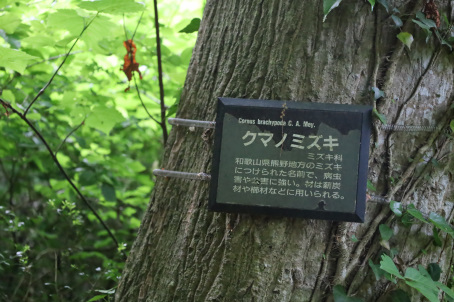 Cornus brachypoda C. A. Mey.
クマノミズキ
ミズキ科
和歌山県熊野地方のミズキ
につけられた名前で、病虫
害や公害に強い。材は薪炭
材や櫛材などに用いられる。